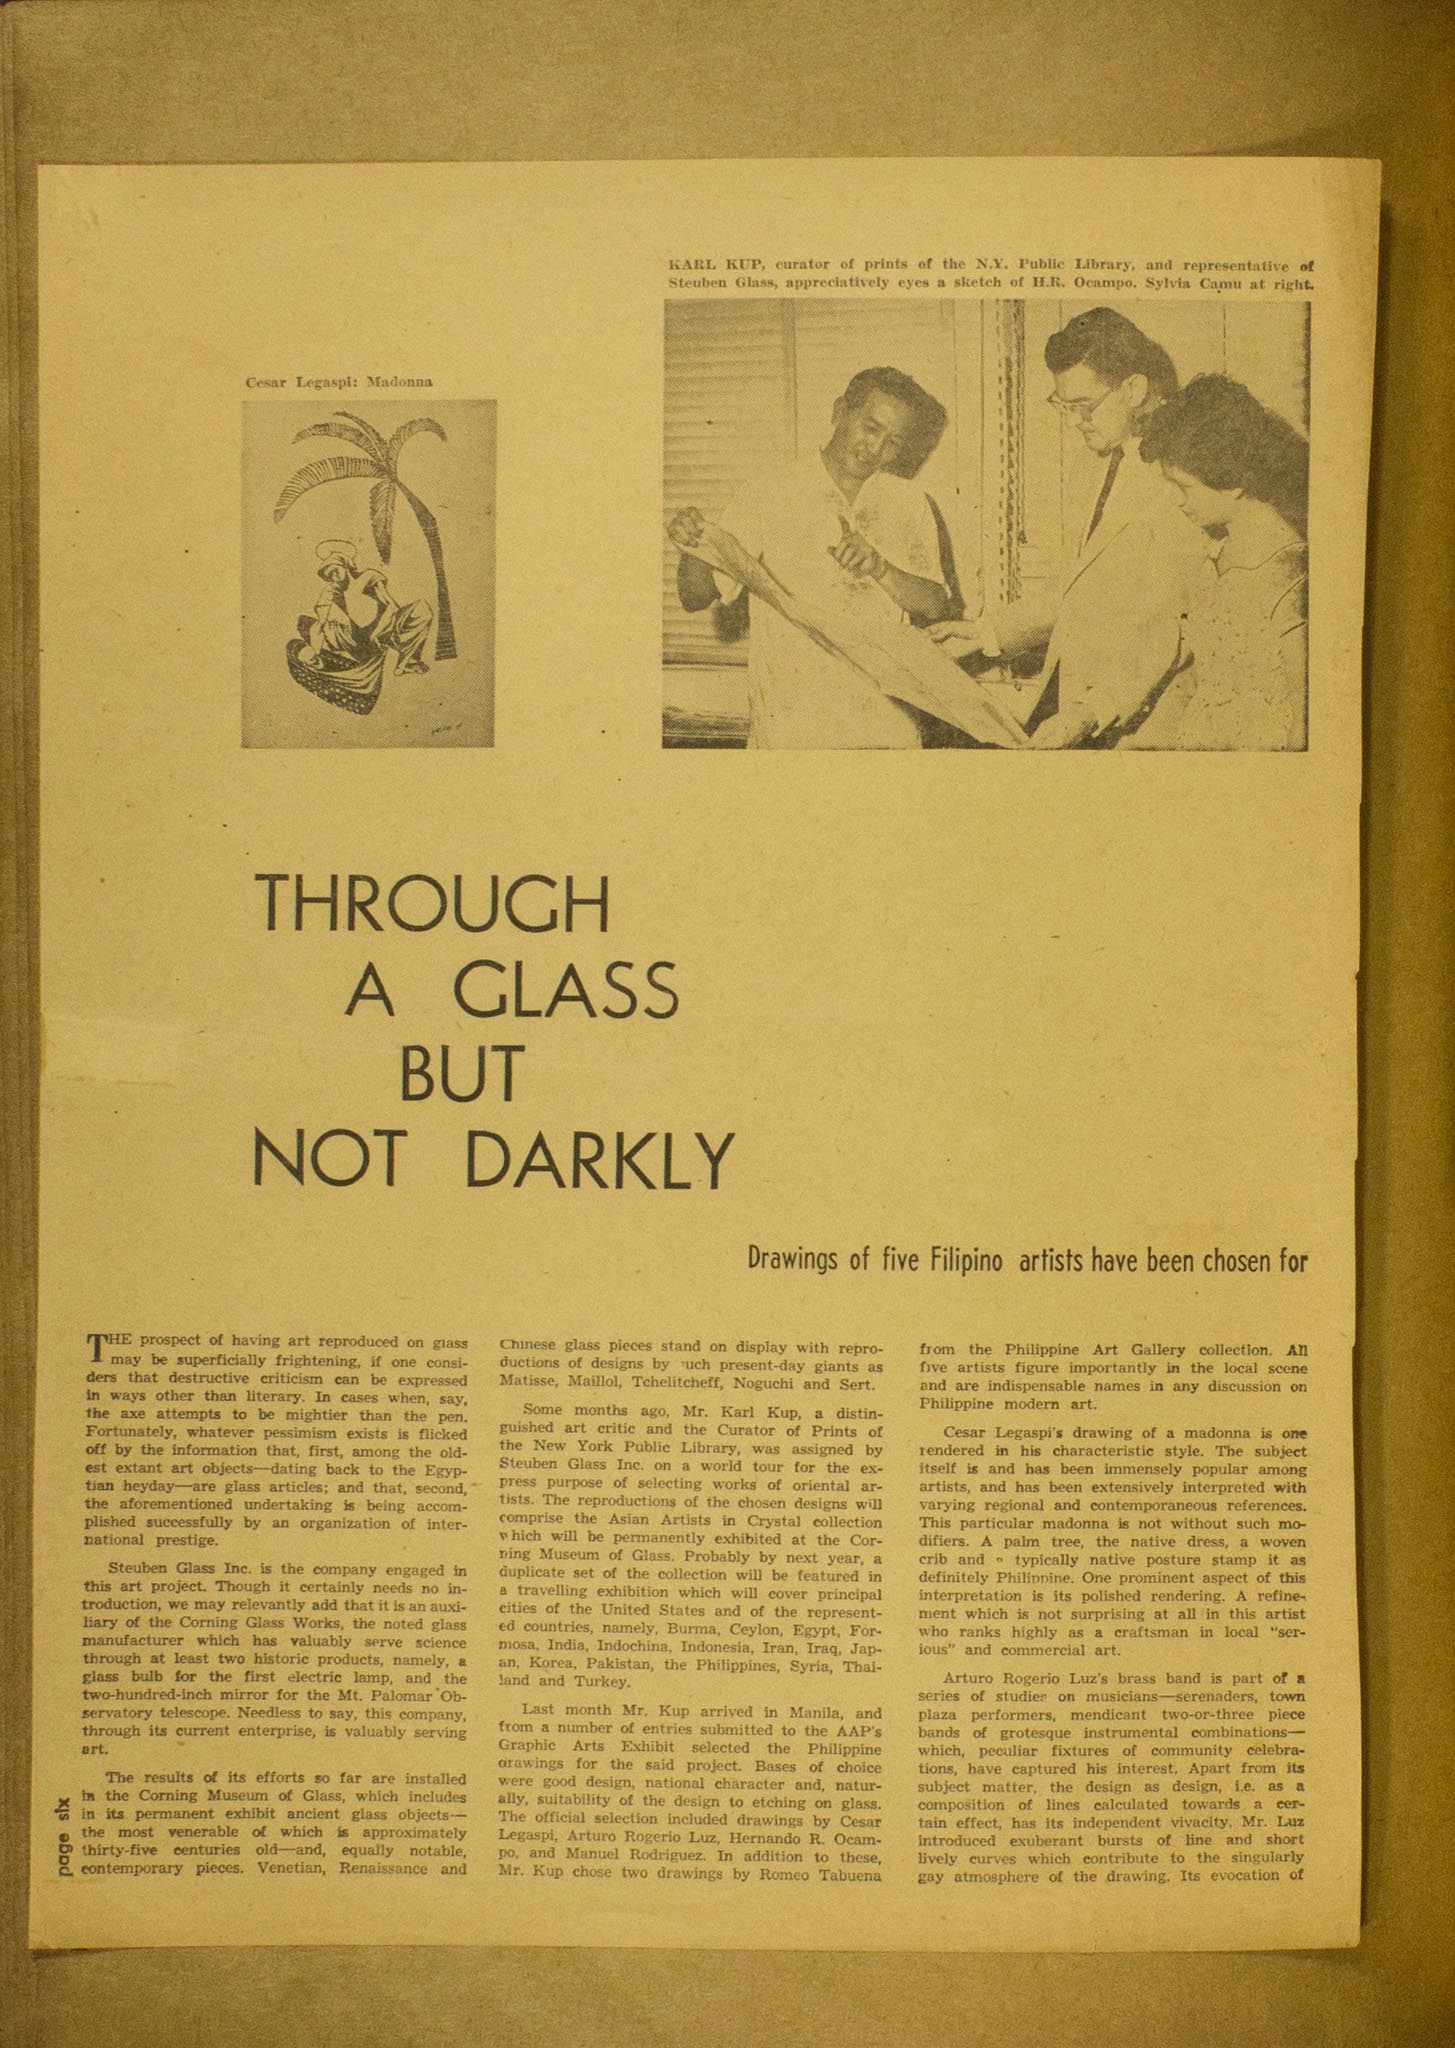 KARL KUP, curator of prints of the N.Y. Public Library, and representative of
Steuben Glass, appreciatively eyes a sketch of H.R. Ocampo. Sylvia Camu at right.
Cesar Legaspi: Madonna
THROUGH
A GLASS
BUT
NOT DARKLY
Drawings of five Filipino artists have been chosen for
THE prospect of having art reproduced on glass
may be superficially frightening, if one consi-
ders that destructive criticism can be expressed
in ways other than literary. In cases when, say,
the axe attempts to be mightier than the pen.
Fortunately, whatever pessimism exists is flicked
off by the information that, first, among the old-
est extant art objects—dating back to the Egyp-
tian heyday—are glass articles; and that, second,
the aforementioned undertaking is being accom-
plished successfully by an organization of inter-
national prestige.
Steuben Glass Inc. is the company engaged in
this art project. Though it certainly needs no in-
troduction, we may relevantly add that it is an auxi-
liary of the Corning Glass Works, the noted glass
manufacturer which has valuably serve science
through at least two historic products, namely, a
glass bulb for the first electric lamp, and the
two-hundred-inch mirror for the Mt. Palomar Ob-
servatory telescope. Needless to say, this company,
through its current enterprise, is valuably serving
art.
The results of its efforts so far are installed
in the Corning Museum of Glass, which includes
in its permanent exhibit ancient glass objects—
the most venerable of which is approximately
thirty-five centuries old—and, equally notable,
contemporary pieces. Venetian, Renaissance and
page six
Chinese glass pieces stand on display with repro-
ductions of designs by such present-day giants as
Matisse, Maillol, Tchelitcheff, Noguchi and Sert.
Some months ago, Mr. Karl Kup, a distin-
guished art critic and the Curator of Prints of
the New York Public Library, was assigned by
Steuben Glass Inc. on a world tour for the ex-
press purpose of selecting works of oriental ar-
tists. The reproductions of the chosen designs will
comprise the Asian Artists in Crystal collection
which will be permanently exhibited at the Cor-
ning Museum of Glass. Probably by next year, a
duplicate set of the collection will be featured in
a travelling exhibition which will cover principal
cities of the United States and of the represent-
ed countries, namely, Burma, Ceylon, Egypt, For-
mosa, India, Indochina, Indonesia, Iran, Iraq, Jap-
an, Korea, Pakistan, the Philippines, Syria, Thai-
land and Turkey.
Last month Mr. Kup arrived in Manila, and
from a number of entries submitted to the AAP's
Graphic Arts Exhibit selected the Philippine
drawings for the said project. Bases of choice
were good design, national character and, natur-
ally, suitability of the design to etching on glass.
The official selection included drawings by Cesar
Legaspi, Arturo Rogerio Luz, Hernando R. Ocam-
po, and Manuel Rodriguez. In addition to these,
Mr. Kup chose two drawings by Romeo Tabuena
from the Philippine Art Gallery collection. All
five artists figure importantly in the local scene
and are indispensable names in any discussion on
Philippine modern art.
Cesar Legaspi's drawing of a madonna is one
rendered in his characteristic style. The subject
itself is and has been immensely popular among
artists, and has been extensively interpreted with
varying regional and contemporaneous references.
This particular madonna is not without such mo-
difiers. A palm tree, the native dress, a woven
crib and typically native posture stamp it as
definitely Philippine. One prominent aspect of this
interpretation is its polished rendering. A refine-
ment which is not surprising at all in this artist
who ranks highly as a craftsman in local "ser-
ious" and commercial art.
Arturo Rogerio Luz's brass band is part of a
series of studies on musicians—serenaders, town
plaza performers, mendicant two-or-three piece
bands of grotesque instrumental combinations—
which, peculiar fixtures of community celebra-
tions, have captured his interest. Apart from its
subject matter, the design as design, i.e. as a
composition of lines calculated towards a cer-
tain effect, has its independent vivacity. Mr. Luz
introduced exuberant bursts of line and short
lively curves which contribute to the singularly
gay atmosphere of the drawing. Its evocation of